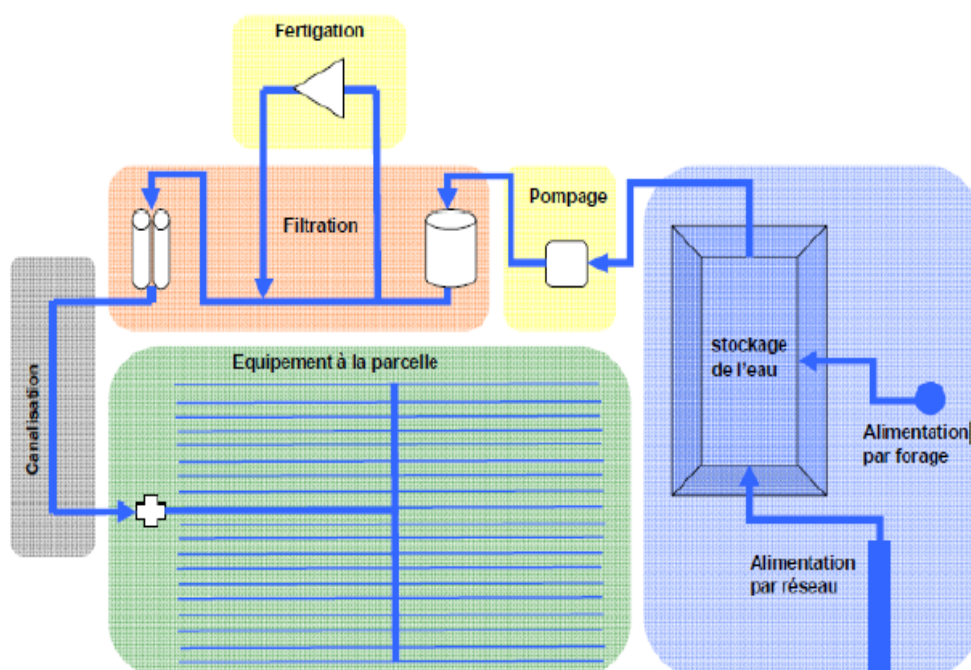 Fertigation
Filtration
Pompage
Equipement à la parcelle
Canalisation
stockage
de l'eau
Alimentation
par forage
Alimentation
par réseau